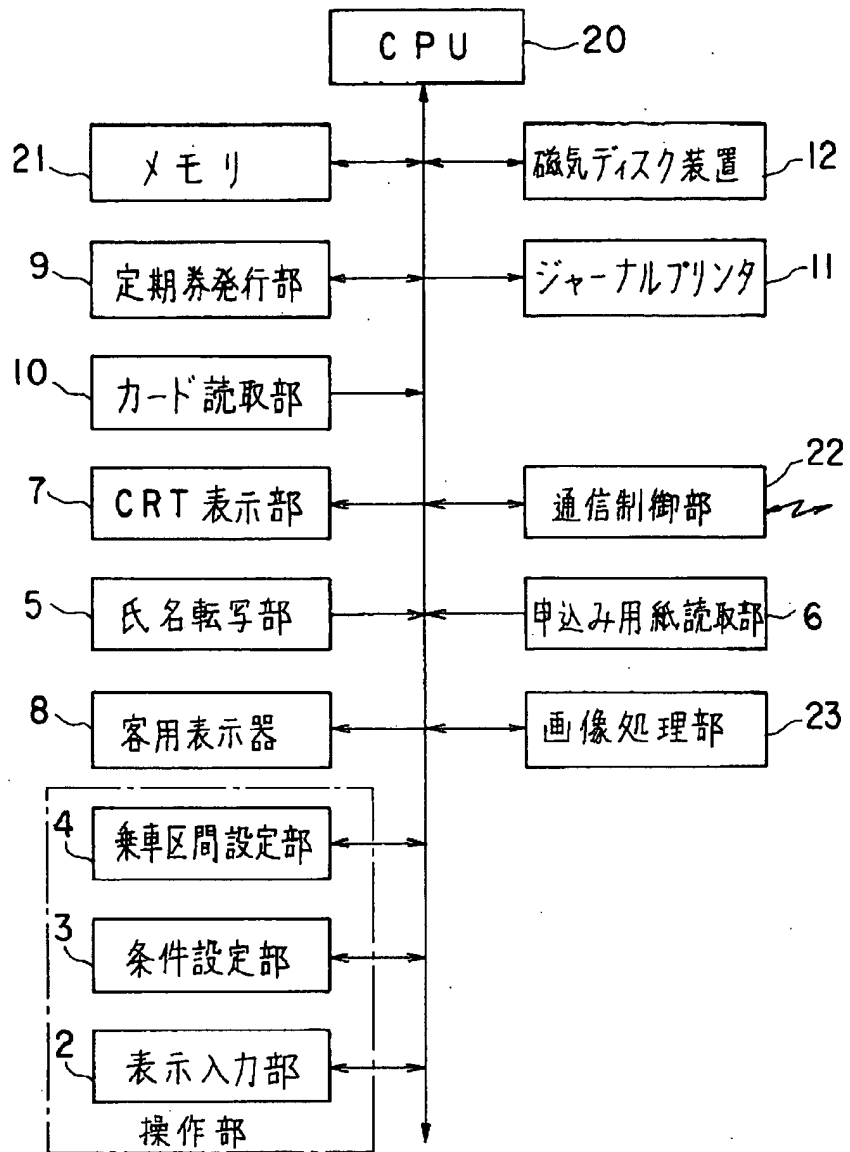 CPU 20
21 メモリ
磁気ディスク装置 12
9 定期券発行部
ジャーナルプリンタ 11
10 カード読取部
7 CRT表示部
通信制御部 22
5 氏名転写部
申込み用紙読取部 6
8 客用表示器
画像処理部 23
4 乗車区間設定部
3 条件設定部
2 表示入力部
操作部